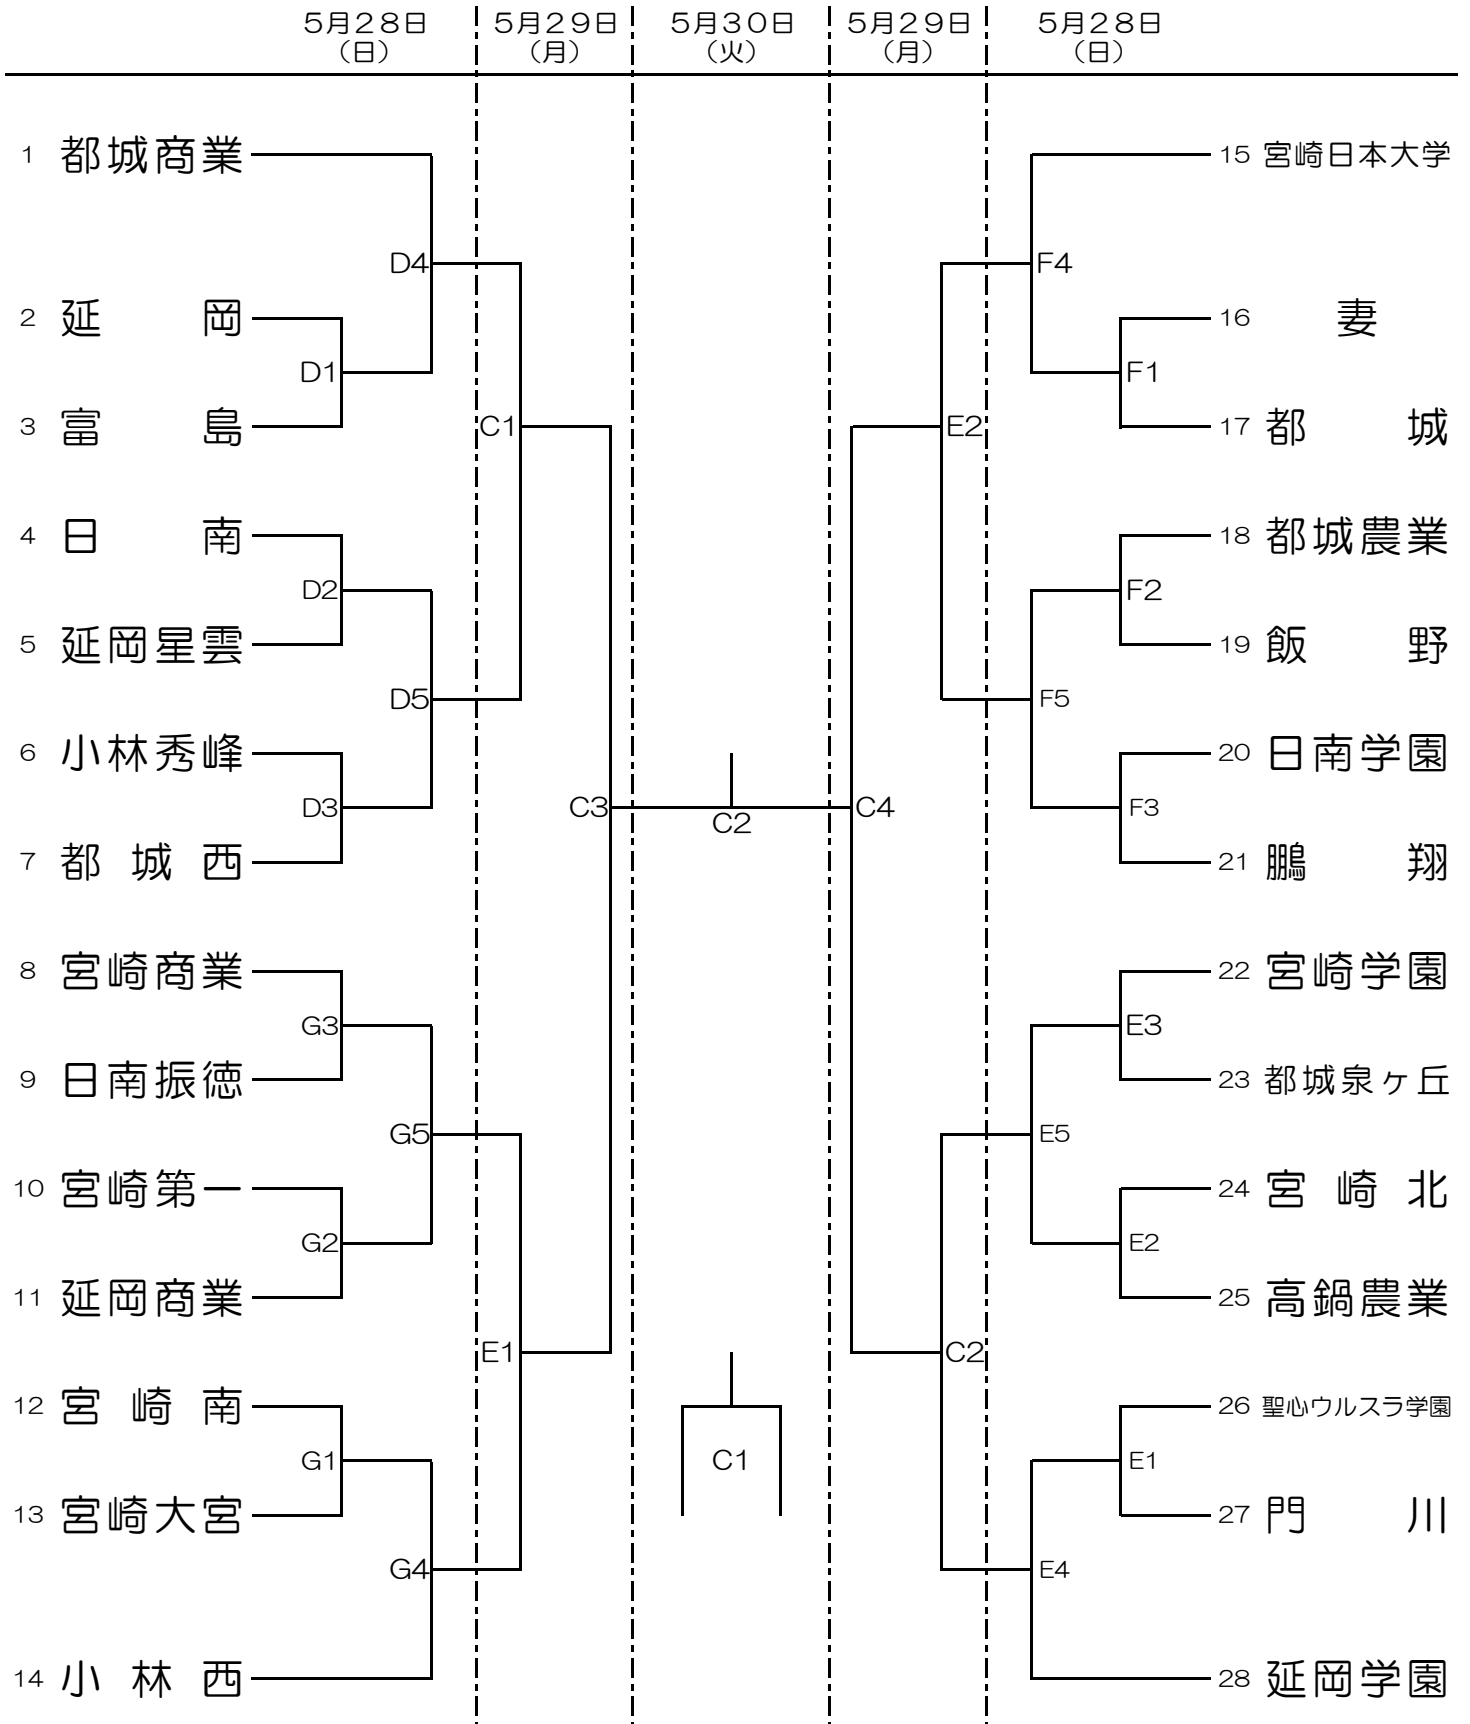 5月28日 5月29日 5月30日 5月29日 5月28日
（日） （月） （火） （月） （日）
1 都城商業
D4
2 延岡
D1
3 富島
C1
4 日南
D2
5 延岡星雲
D5
6 小林秀峰
D3
7 都城西
C3
8 宮崎商業
G3
9 日南振徳
G5
10 宮崎第一
G2
11 延岡商業
E1
12 宮崎南
G1
13 宮崎大宮
G4
14 小林西
C2
C1
15 宮崎日本大学
F4
16 妻
F1
17 都城
E2
18 都城農業
F2
19 飯野
F5
20 日南学園
F3
21 鵬翔
C4
22 宮崎学園
E3
23 都城泉ヶ丘
E5
24 宮崎北
E2
25 高鍋農業
C2
26 聖心ウルスラ学園
E1
27 門川
E4
28 延岡学園